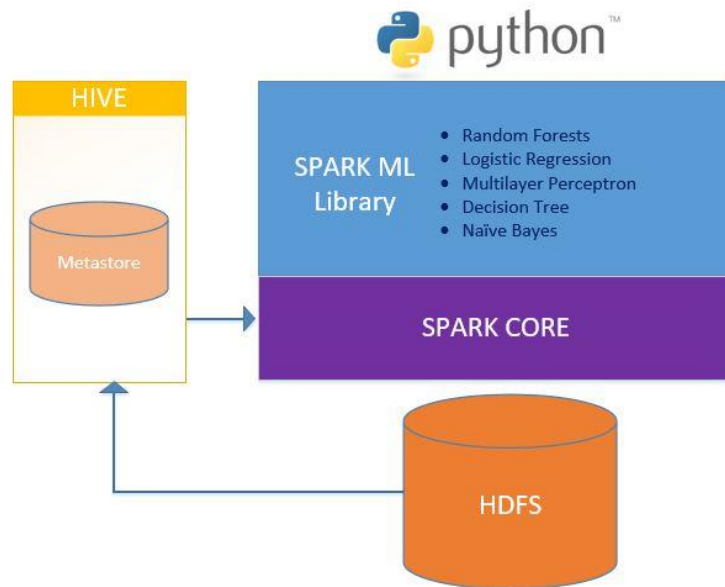 python™
HIVE
Metastore
SPARK ML
Library
• Random Forests
• Logistic Regression
• Multilayer Perceptron
• Decision Tree
• Naïve Bayes
SPARK CORE
HDFS